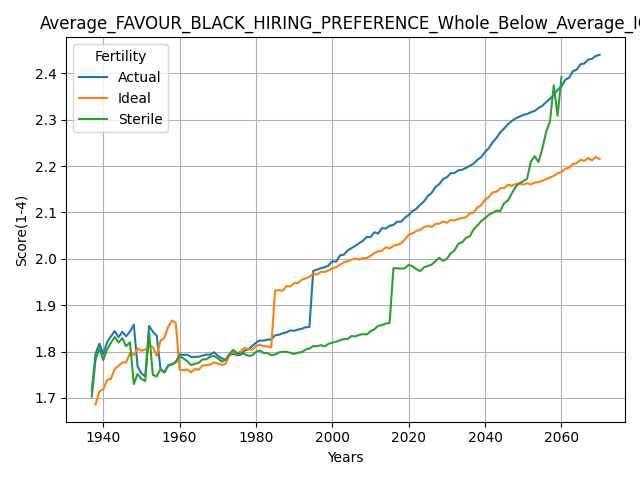 Average_FAVOUR_BLACK_HIRING_PREFERENCE_Whole_Below_Average_I
Fertility
Actual
Ideal
Sterile
2.4
2.3
2.2
2.1
2.0
1.9
1.8
1.7
Score(1-4)
1940 1960 1980 2000 2020 2040 2060
Years